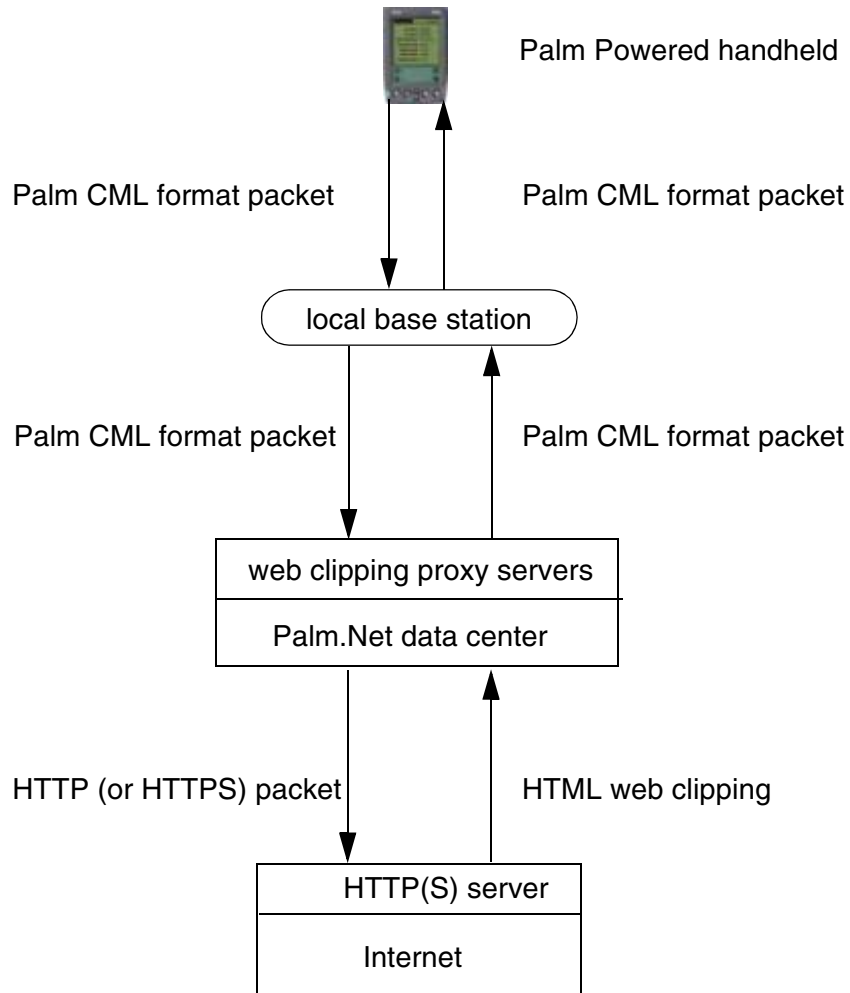 Palm Powered handheld
Palm CML format packet
Palm CML format packet
local base station
Palm CML format packet
Palm CML format packet
web clipping proxy servers
Palm.Net data center
HTTP (or HTTPS) packet
HTML web clipping
HTTP(S) server
Internet